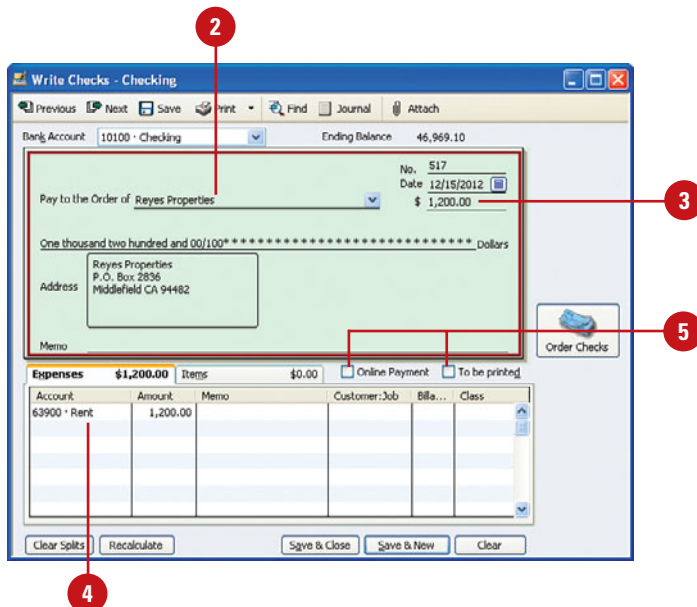 2
Write Checks - Checking
Previous Next Save Print Find Journal Attach
Bank Account 10100 · Checking Ending Balance 46,969.10
No. 517
Date 12/15/2012
Pay to the Order of Reyes Properties $ 1,200.00
3
One thousand two hundred and 00/100* * * * * * * * * * * * * * * * * * * * * * * * * * * * * * Dollars
Address
Reyes Properties
P.O. Box 2836
Middlefield CA 94482
Memo
Order Checks
5
Expenses $1,200.00 Items $0.00 Online Payment To be printed
Account Amount Memo Customer:Job Billa... Class
63900 · Rent 1,200.00
Clear Splits Recalculate Save & Close Save & New Clear
4